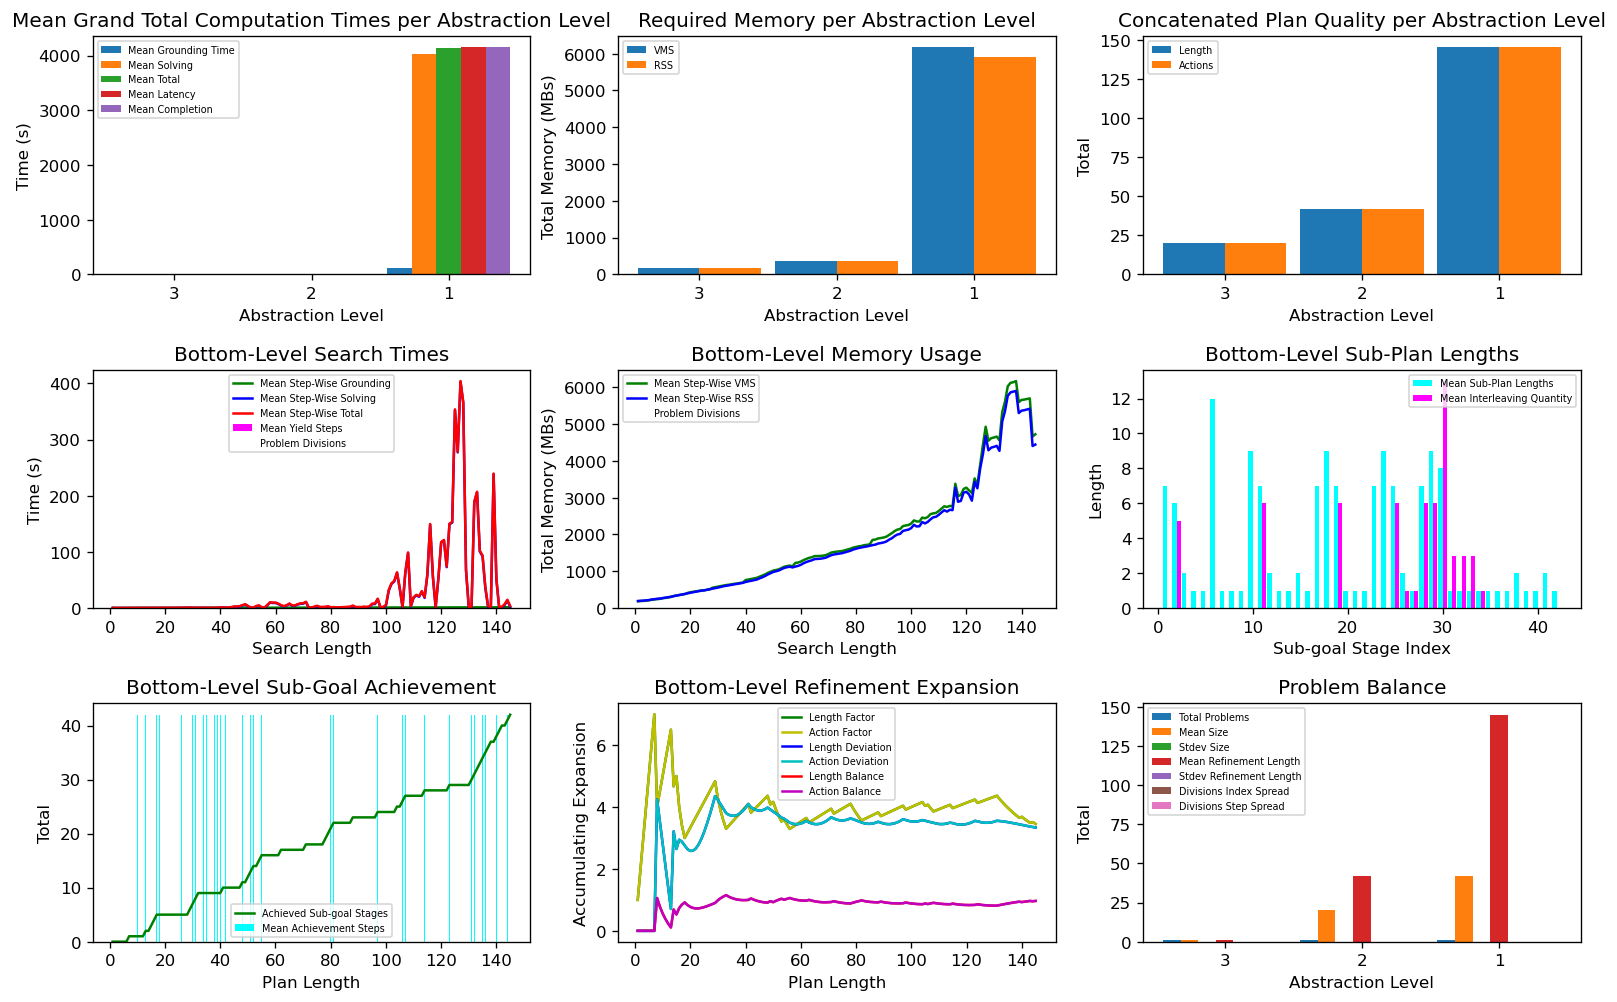 Mean Grand Total Computation Times per Abstraction Level
4000
3000
2000
1000
0
Time (s)
Mean Grounding Time
Mean Solving
Mean Total
Mean Latency
Mean Completion
3 2 1
Abstraction Level
Required Memory per Abstraction Level
6000
5000
4000
3000
2000
1000
0
Total Memory (MBs)
VMS
RSS
3 2 1
Abstraction Level
Concatenated Plan Quality per Abstraction Level
150
125
100
75
50
25
0
Total
Length
Actions
3 2 1
Abstraction Level
Bottom-Level Search Times
400
300
200
100
0
Time (s)
Mean Step-Wise Grounding
Mean Step-Wise Solving
Mean Step-Wise Total
Mean Yield Steps
Problem Divisions
0 20 40 60 80 100 120 140
Search Length
Bottom-Level Memory Usage
6000
5000
4000
3000
2000
1000
0
Total Memory (MBs)
Mean Step-Wise VMS
Mean Step-Wise RSS
Problem Divisions
0 20 40 60 80 100 120 140
Search Length
Bottom-Level Sub-Plan Lengths
12
10
8
6
4
2
0
Length
Mean Sub-Plan Lengths
Mean Interleaving Quantity
0 10 20 30 40
Sub-goal Stage Index
Bottom-Level Sub-Goal Achievement
40
30
20
10
0
Total
Achieved Sub-goal Stages
Mean Achievement Steps
0 20 40 60 80 100 120 140
Plan Length
Bottom-Level Refinement Expansion
6
4
2
0
Accumulating Expansion
Length Factor
Action Factor
Length Deviation
Action Deviation
Length Balance
Action Balance
0 20 40 60 80 100 120 140
Plan Length
Problem Balance
150
125
100
75
50
25
0
Total
Total Problems
Mean Size
Stdev Size
Mean Refinement Length
Stdev Refinement Length
Divisions Index Spread
Divisions Step Spread
3 2 1
Abstraction Level